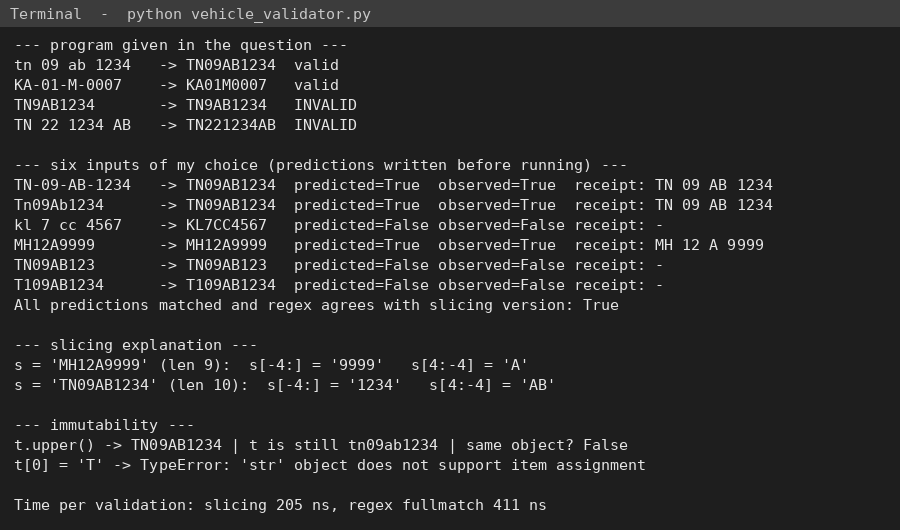 Terminal  -  python vehicle_validator.py
--- program given in the question ---
tn 09 ab 1234   -> TN09AB1234  valid
KA-01-M-0007    -> KA01M0007   valid
TN9AB1234       -> TN9AB1234   INVALID
TN 22 1234 AB   -> TN221234AB  INVALID
--- six inputs of my choice (predictions written before running) ---
TN-09-AB-1234   -> TN09AB1234  predicted=True  observed=True  receipt: TN 09 AB 1234
Tn09Ab1234      -> TN09AB1234  predicted=True  observed=True  receipt: TN 09 AB 1234
kl 7 cc 4567    -> KL7CC4567   predicted=False observed=False receipt: -
MH12A9999       -> MH12A9999   predicted=True  observed=True  receipt: MH 12 A 9999
TN09AB123       -> TN09AB123   predicted=False observed=False receipt: -
T109AB1234      -> T109AB1234  predicted=False observed=False receipt: -
All predictions matched and regex agrees with slicing version: True
--- slicing explanation ---
s = 'MH12A9999' (len 9):  s[-4:] = '9999'   s[4:-4] = 'A'
s = 'TN09AB1234' (len 10):  s[-4:] = '1234'   s[4:-4] = 'AB'
--- immutability ---
t.upper() -> TN09AB1234 | t is still tn09ab1234 | same object? False
t[0] = 'T' -> TypeError: 'str' object does not support item assignment
Time per validation: slicing 205 ns, regex fullmatch 411 ns